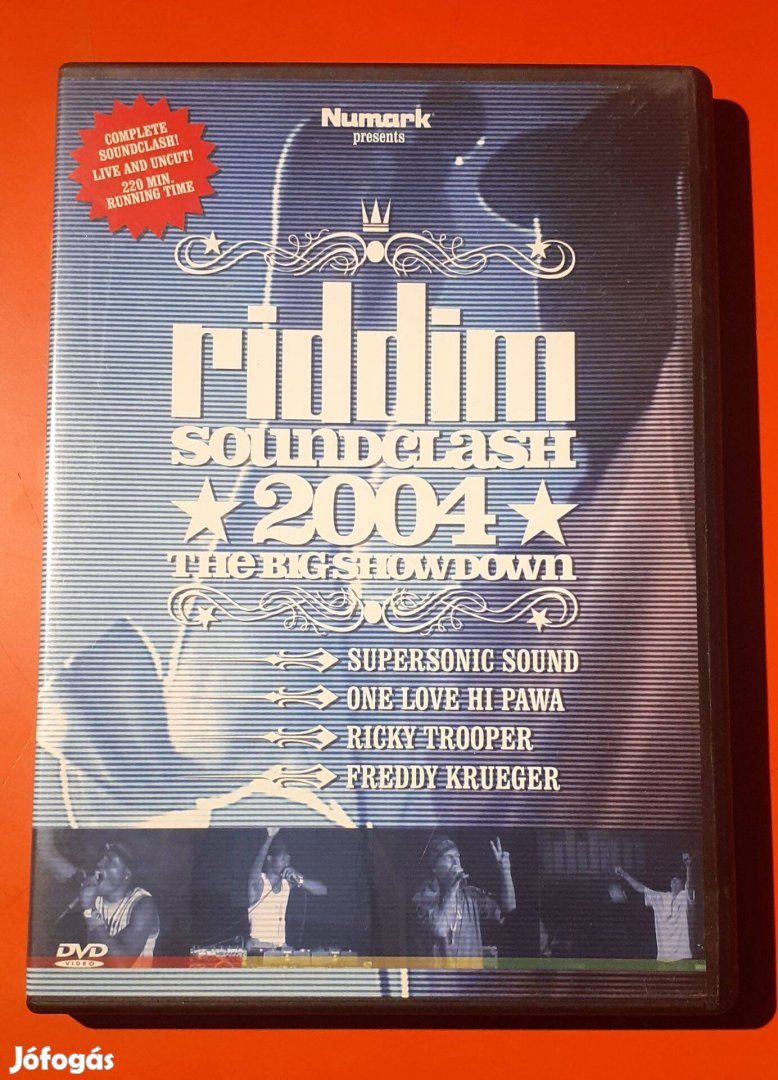 Numark
presents
COMPLETE
SOUNDCLASH!
LIVE AND UNCUT!
220 MIN.
RUNNING TIME
riddim
SOUNDCLASH
2004
THE BIG SHOWDOWN
SUPERSONIC SOUND
ONE LOVE HI PAWA
RICKY TROOPER
FREDDY KRUEGER
DVD
VIDEO
Jófogás